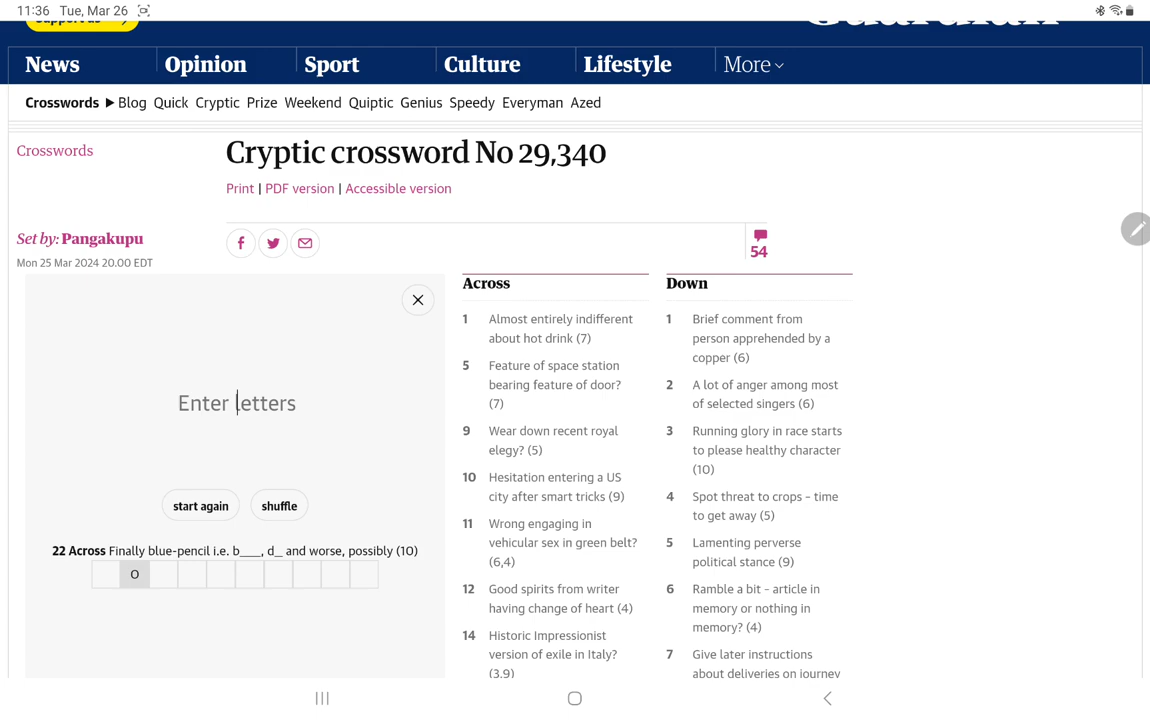 11:36 Tue, Mar 26
News
Opinion
Sport
Culture
Lifestyle
More
Crosswords
Blog
Quick
Cryptic
Prize
Weekend
Quiptic
Genius
Speedy
Everyman
Azed
Crosswords
Cryptic crossword No 29,340
Print | PDF version | Accessible version
Set by: Pangakupu
Mon 25 Mar 2024 20.00 EDT
54
Enter letters
start again
shuffle
22 Across Finally blue-pencil i.e. b___, d_ and worse, possibly (10)
O
Across
1 Almost entirely indifferent
about hot drink (7)
5 Feature of space station
bearing feature of door?
(7)
9 Wear down recent royal
elegy? (5)
10 Hesitation entering a US
city after smart tricks (9)
11 Wrong engaging in
vehicular sex in green belt?
(6,4)
12 Good spirits from writer
having change of heart (4)
14 Historic Impressionist
version of exile in Italy?
(3,9)
Down
1 Brief comment from
person apprehended by a
copper (6)
2 A lot of anger among most
of selected singers (6)
3 Running glory in race starts
to please healthy character
(10)
4 Spot threat to crops – time
to get away (5)
5 Lamenting perverse
political stance (9)
6 Ramble a bit – article in
memory or nothing in
memory? (4)
7 Give later instructions
about deliveries on journey